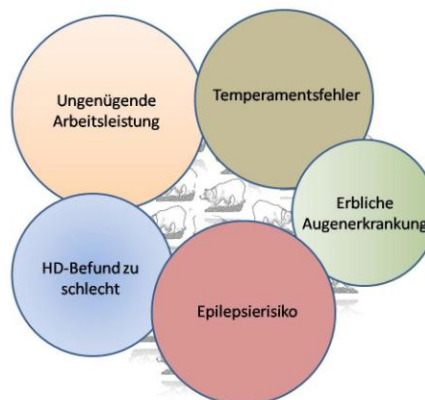 Ungenügende
Arbeitsleistung
Temperamentsfehler
Erbliche
Augenerkrankung
HD-Befund zu
schlecht
Epilepsierisiko